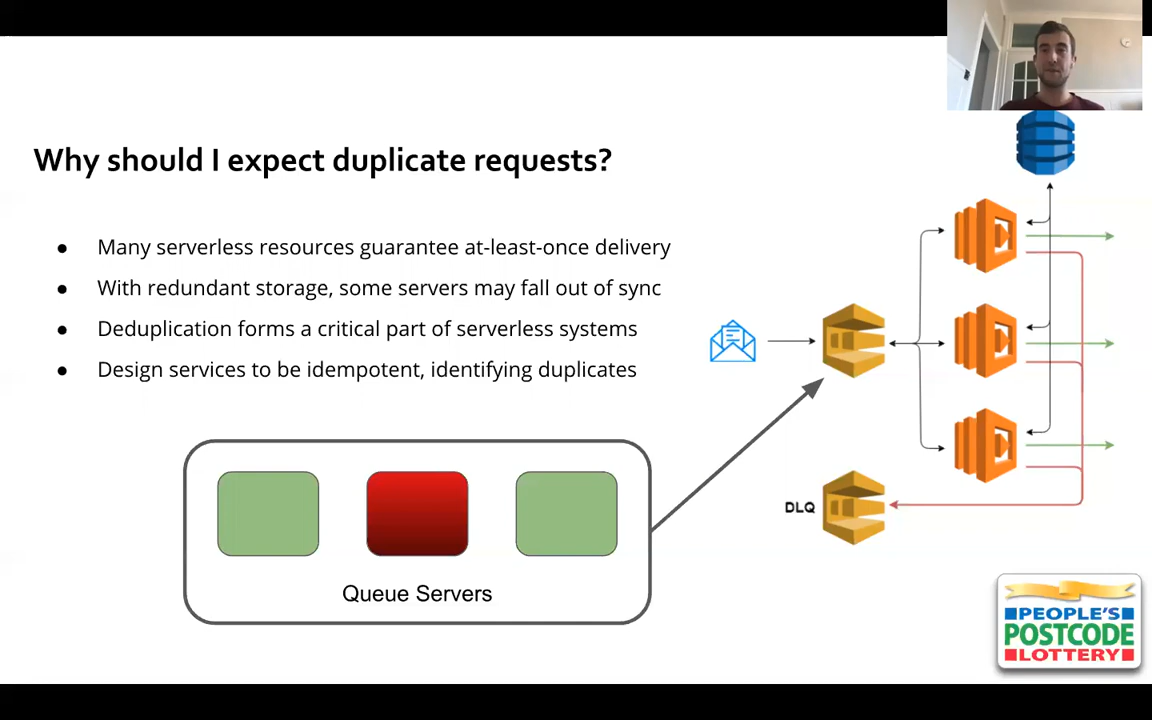 Why should I expect duplicate requests?
● Many serverless resources guarantee at-least-once delivery
● With redundant storage, some servers may fall out of sync
● Deduplication forms a critical part of serverless systems
● Design services to be idempotent, identifying duplicates
DLQ
Queue Servers
PEOPLE'S
POSTCODE
LOTTERY